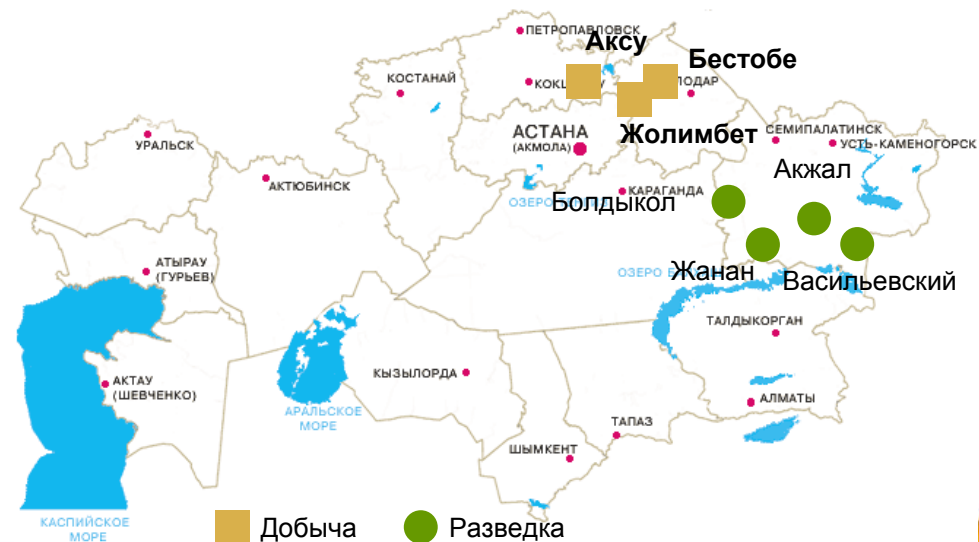 ПЕТРОПАВЛОВСК
Аксу
Бестобе
КОСТАНАЙ
ЛОДАР
АСТАНА
(АКМОЛА)
Жолимбет
СЕМИПАЛАТИНСК
УСТЬ-КАМЕНОГОРСК
УРАЛЬСК
Акжал
АКТЮБИНСК
КАРАГАНДА
ОЗЕРО
Болдыкол
АТЫРАУ
(ГУРЬЕВ)
ОЗЕРО
Жанан
Васильевский
ТАЛДЫКОРГАН
КЫЗЫЛОРДА
АКТАУ
(ШЕВЧЕНКО)
АЛМАТЫ
АРАЛЬСКОЕ
МОРЕ
ТАПАЗ
ШЫМКЕНТ
КАСПИЙСКОЕ
МОРЕ
Добыча
Разведка